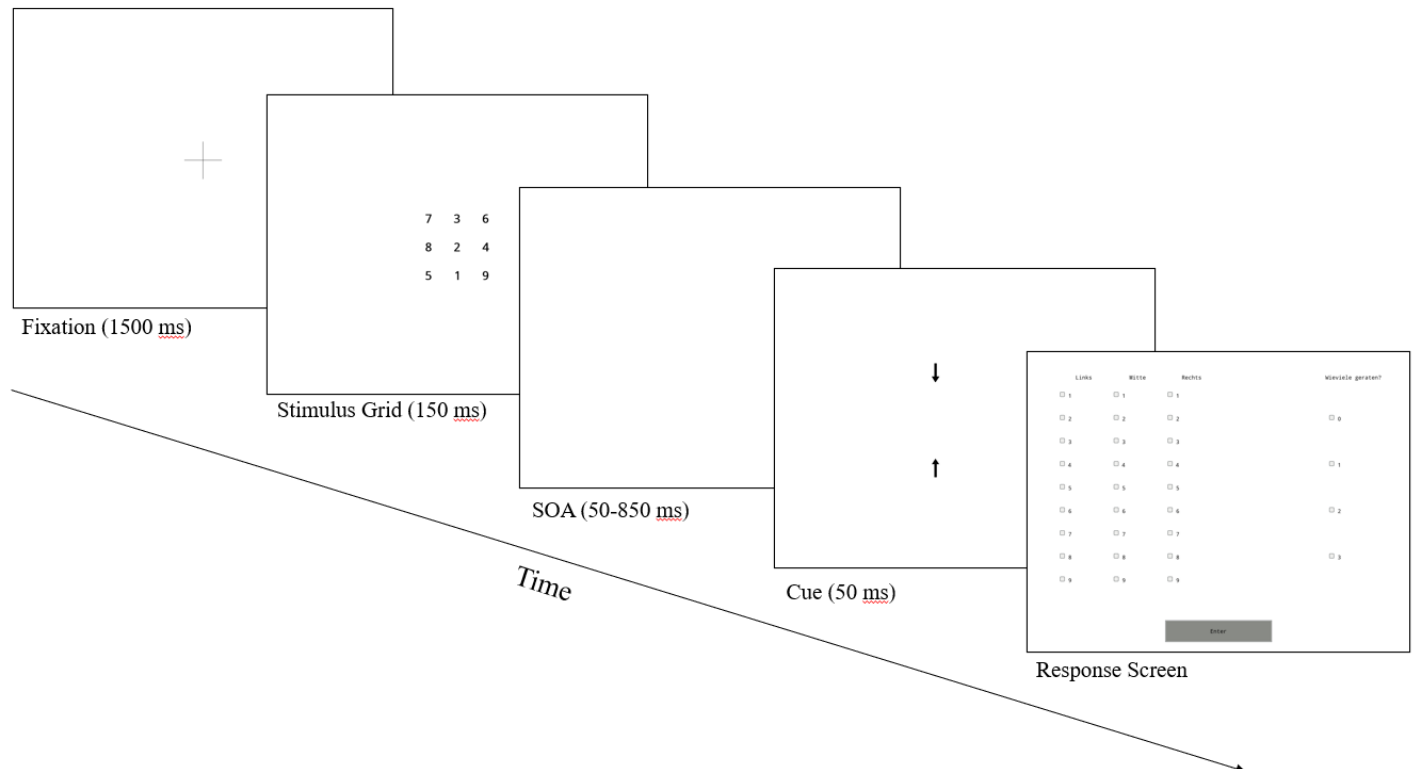 Fixation (1500 ms)
7 3 6
8 2 4
5 1 9
Stimulus Grid (150 ms)
SOA (50-850 ms)
Cue (50 ms)
Links Mitte Rechts Wieviele geraten?
1 1 1
2 2 2 0
3 3 3
4 4 4 1
5 5 5
6 6 6 2
7 7 7
8 8 8 3
9 9 9
Enter
Response Screen
Time